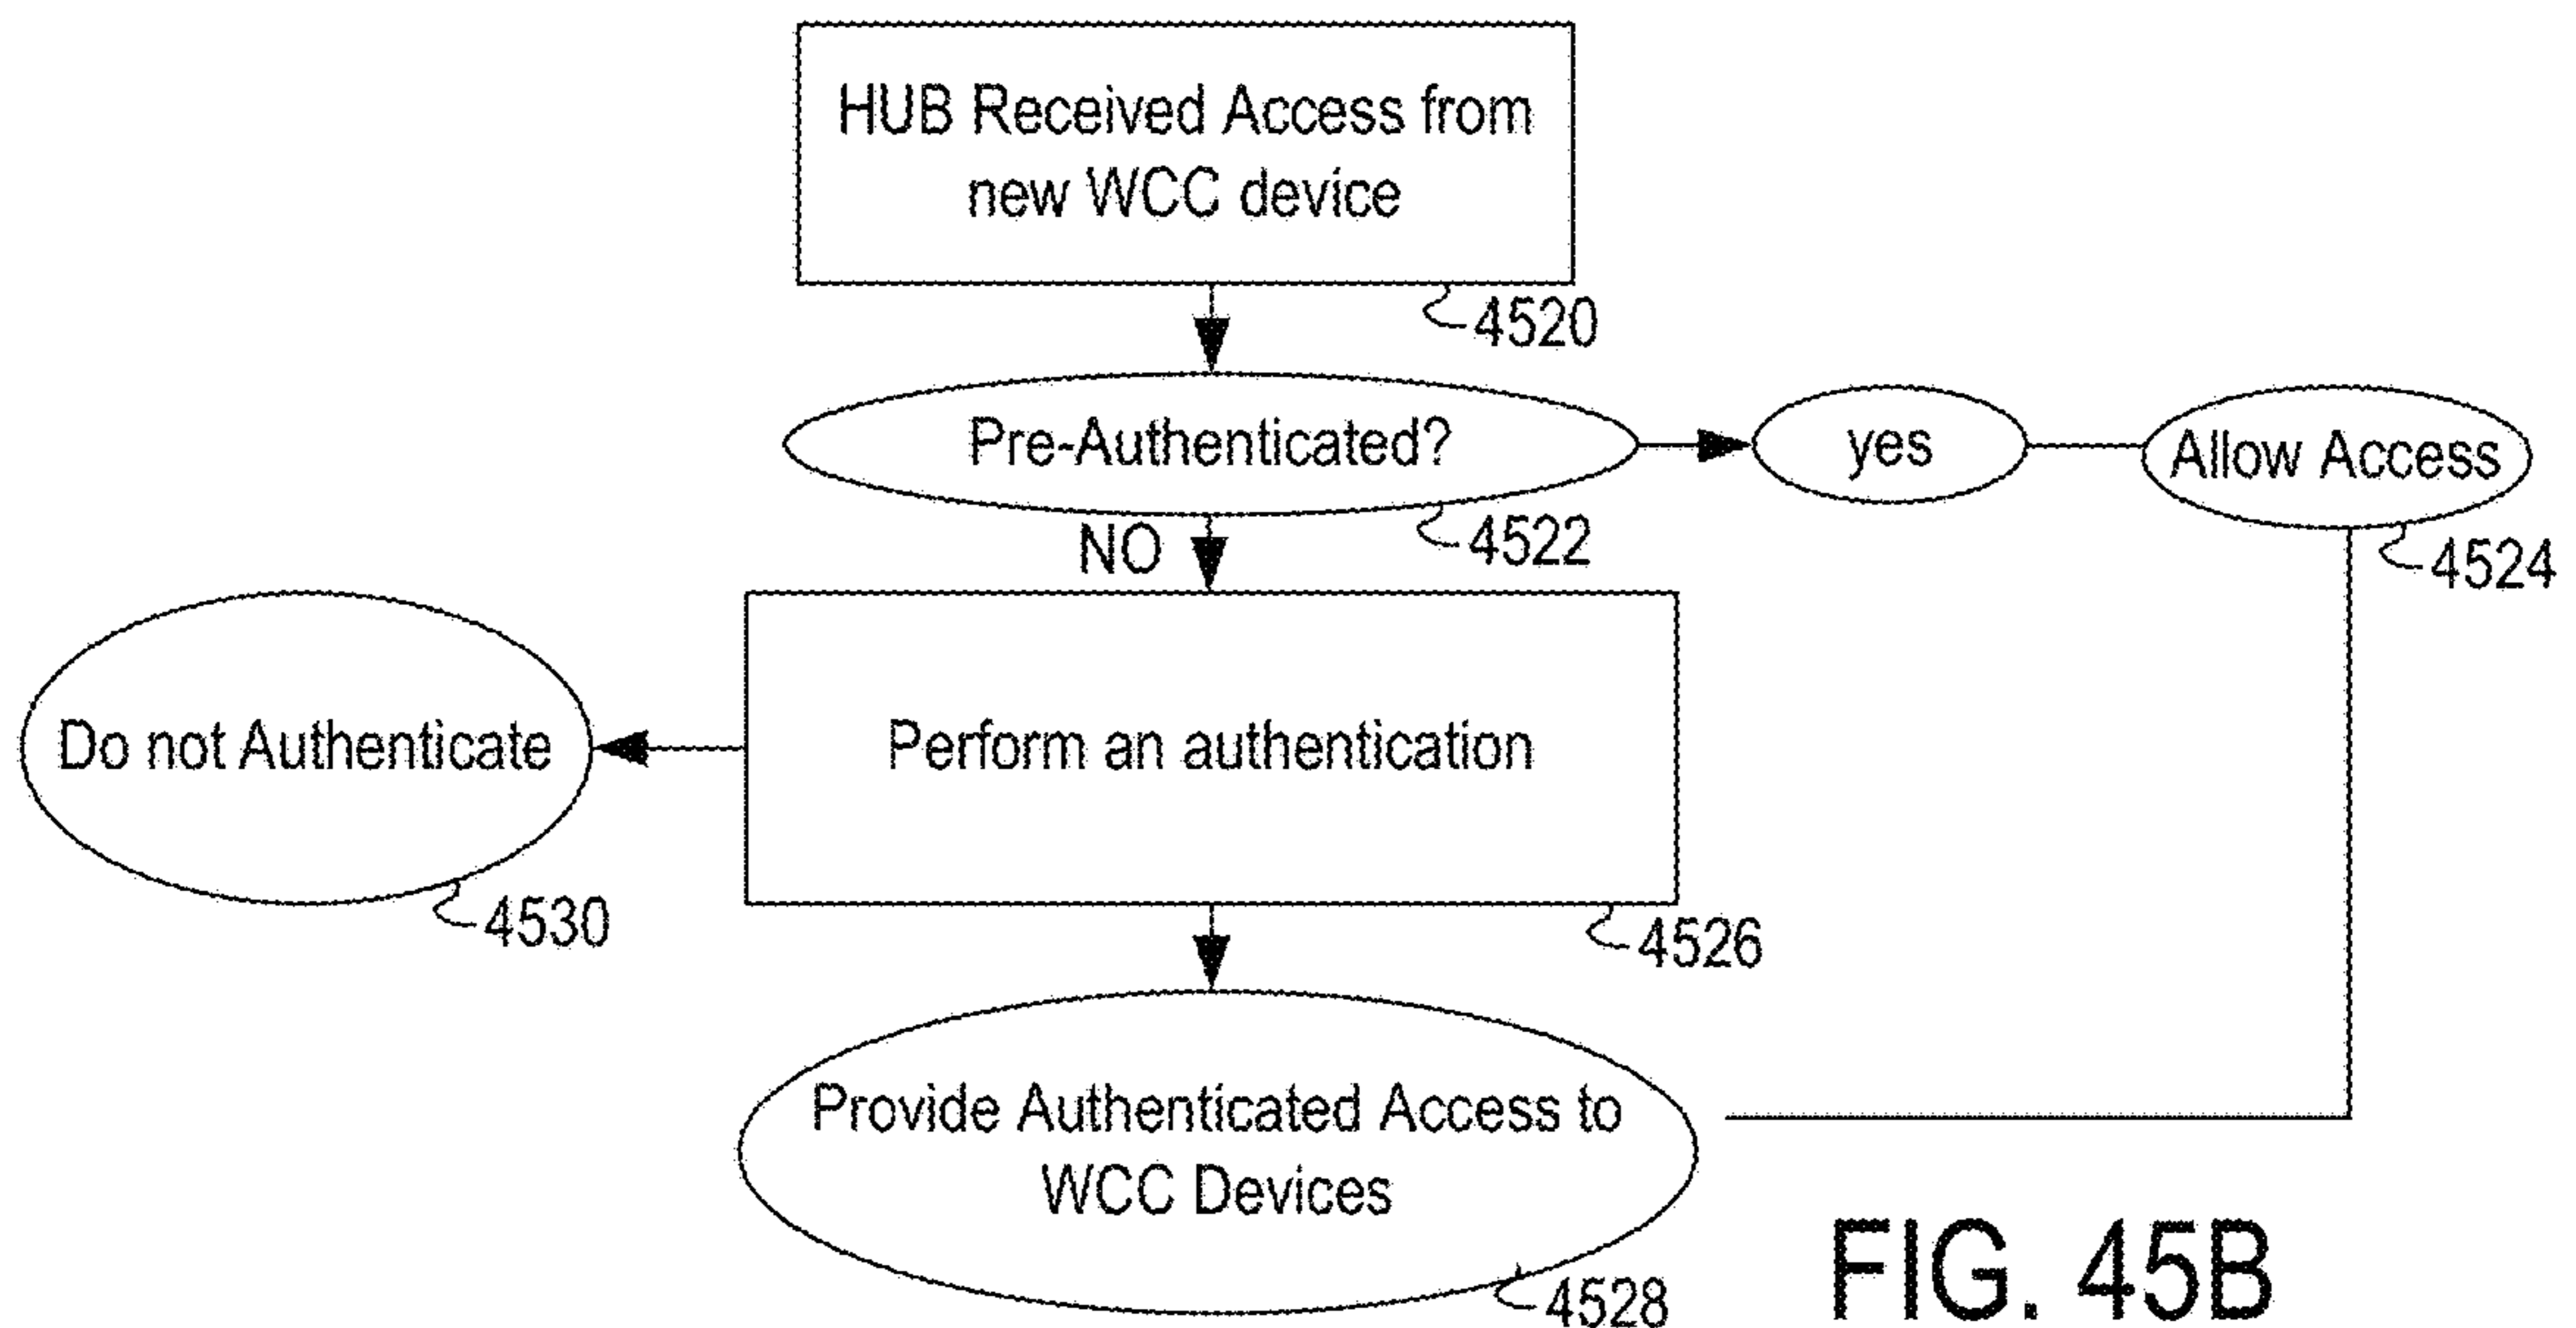 HUB Received Access from
new WCC device
4520
Pre-Authenticated?
yes
Allow Access
4522
4524
NO
Perform an authentication
Do not Authenticate
4530
4526
Provide Authenticated Access to
WCC Devices
4528
FIG. 45B